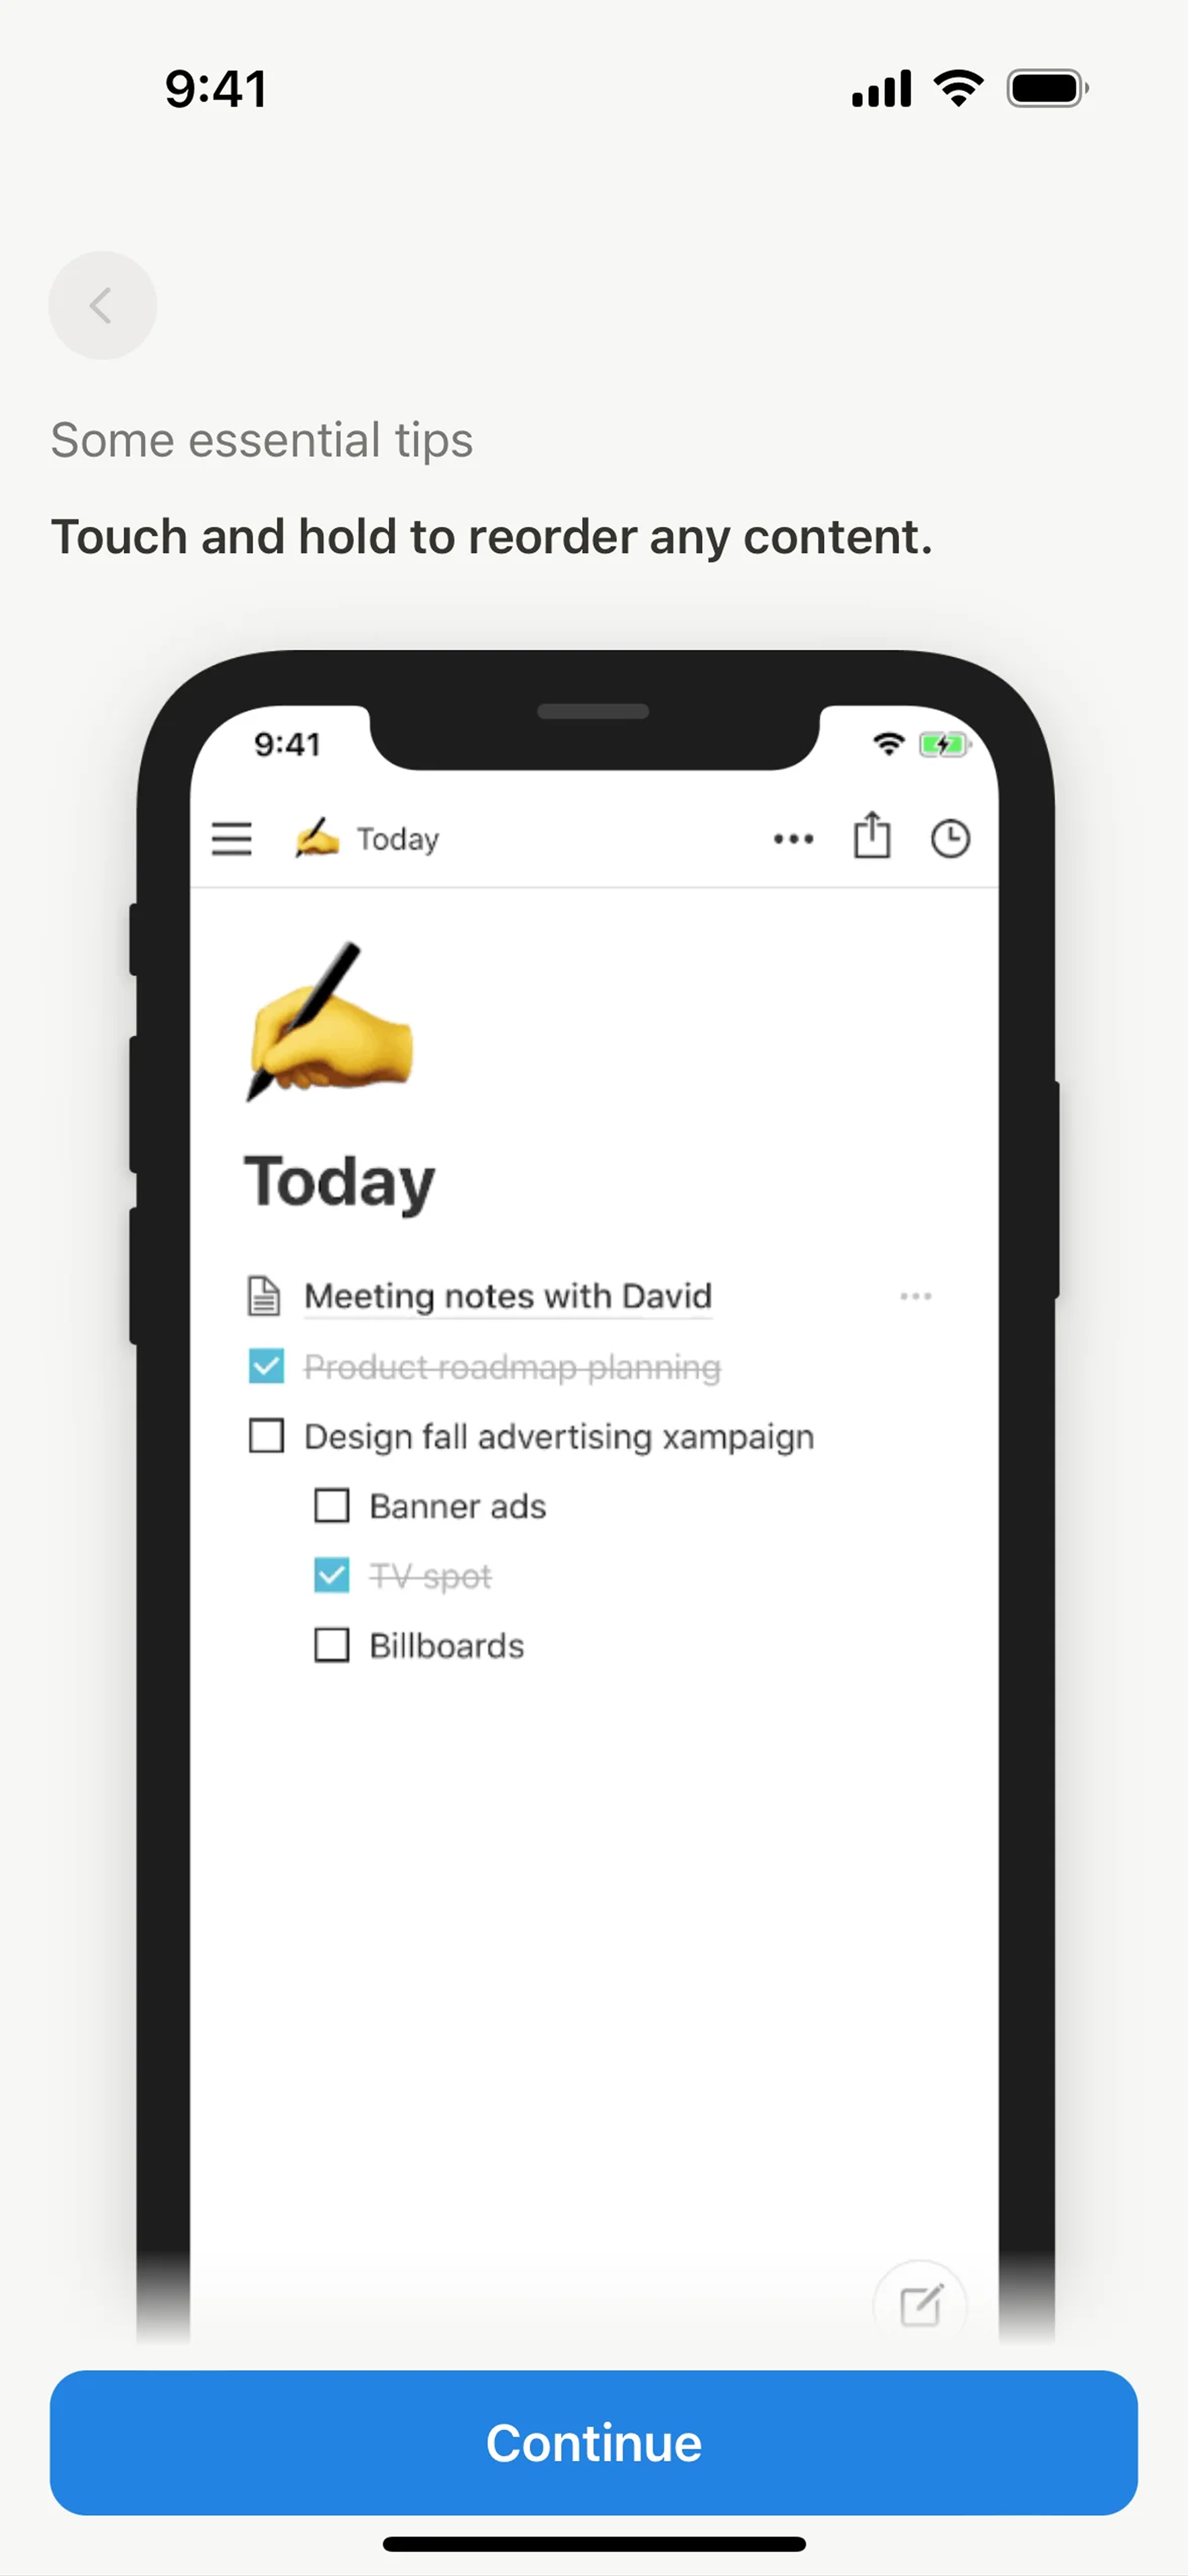 9:41
Some essential tips
Touch and hold to reorder any content.
9:41
Today
Today
Meeting notes with David
Product roadmap planning
Design fall advertising xampaign
Banner ads
TV spot
Billboards
Continue